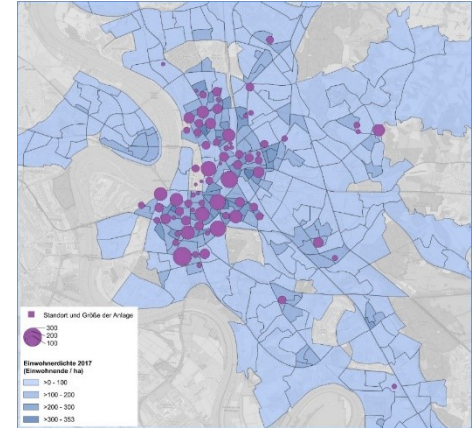 Standort und Größe der Anlage
300
200
100
Einwohnerdichte 2017
(Einwohnende / ha)
>0 - 100
>100 - 200
>200 - 300
>300 - 353